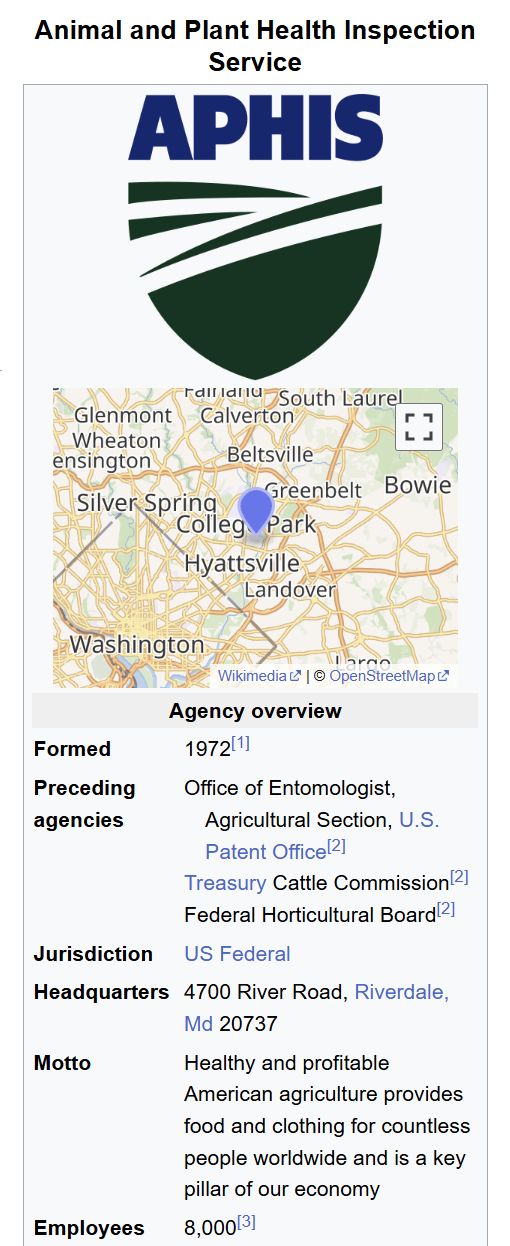 Animal and Plant Health Inspection
Service
APHIS
Fairland
South Laurel
Glenmont
Calverton
Wheaton
ensington
Beltsville
Greenbelt
Bowie
Silver Spring
College Park
Hyattsville
Landover
Washington
Largo
Wikimedia | © OpenStreetMap
Agency overview
Formed 1972[1]
Preceding Office of Entomologist,
agencies Agricultural Section, U.S.
Patent Office[2]
Treasury Cattle Commission[2]
Federal Horticultural Board[2]
Jurisdiction US Federal
Headquarters 4700 River Road, Riverdale,
Md 20737
Motto Healthy and profitable
American agriculture provides
food and clothing for countless
people worldwide and is a key
pillar of our economy
Employees 8,000[3]